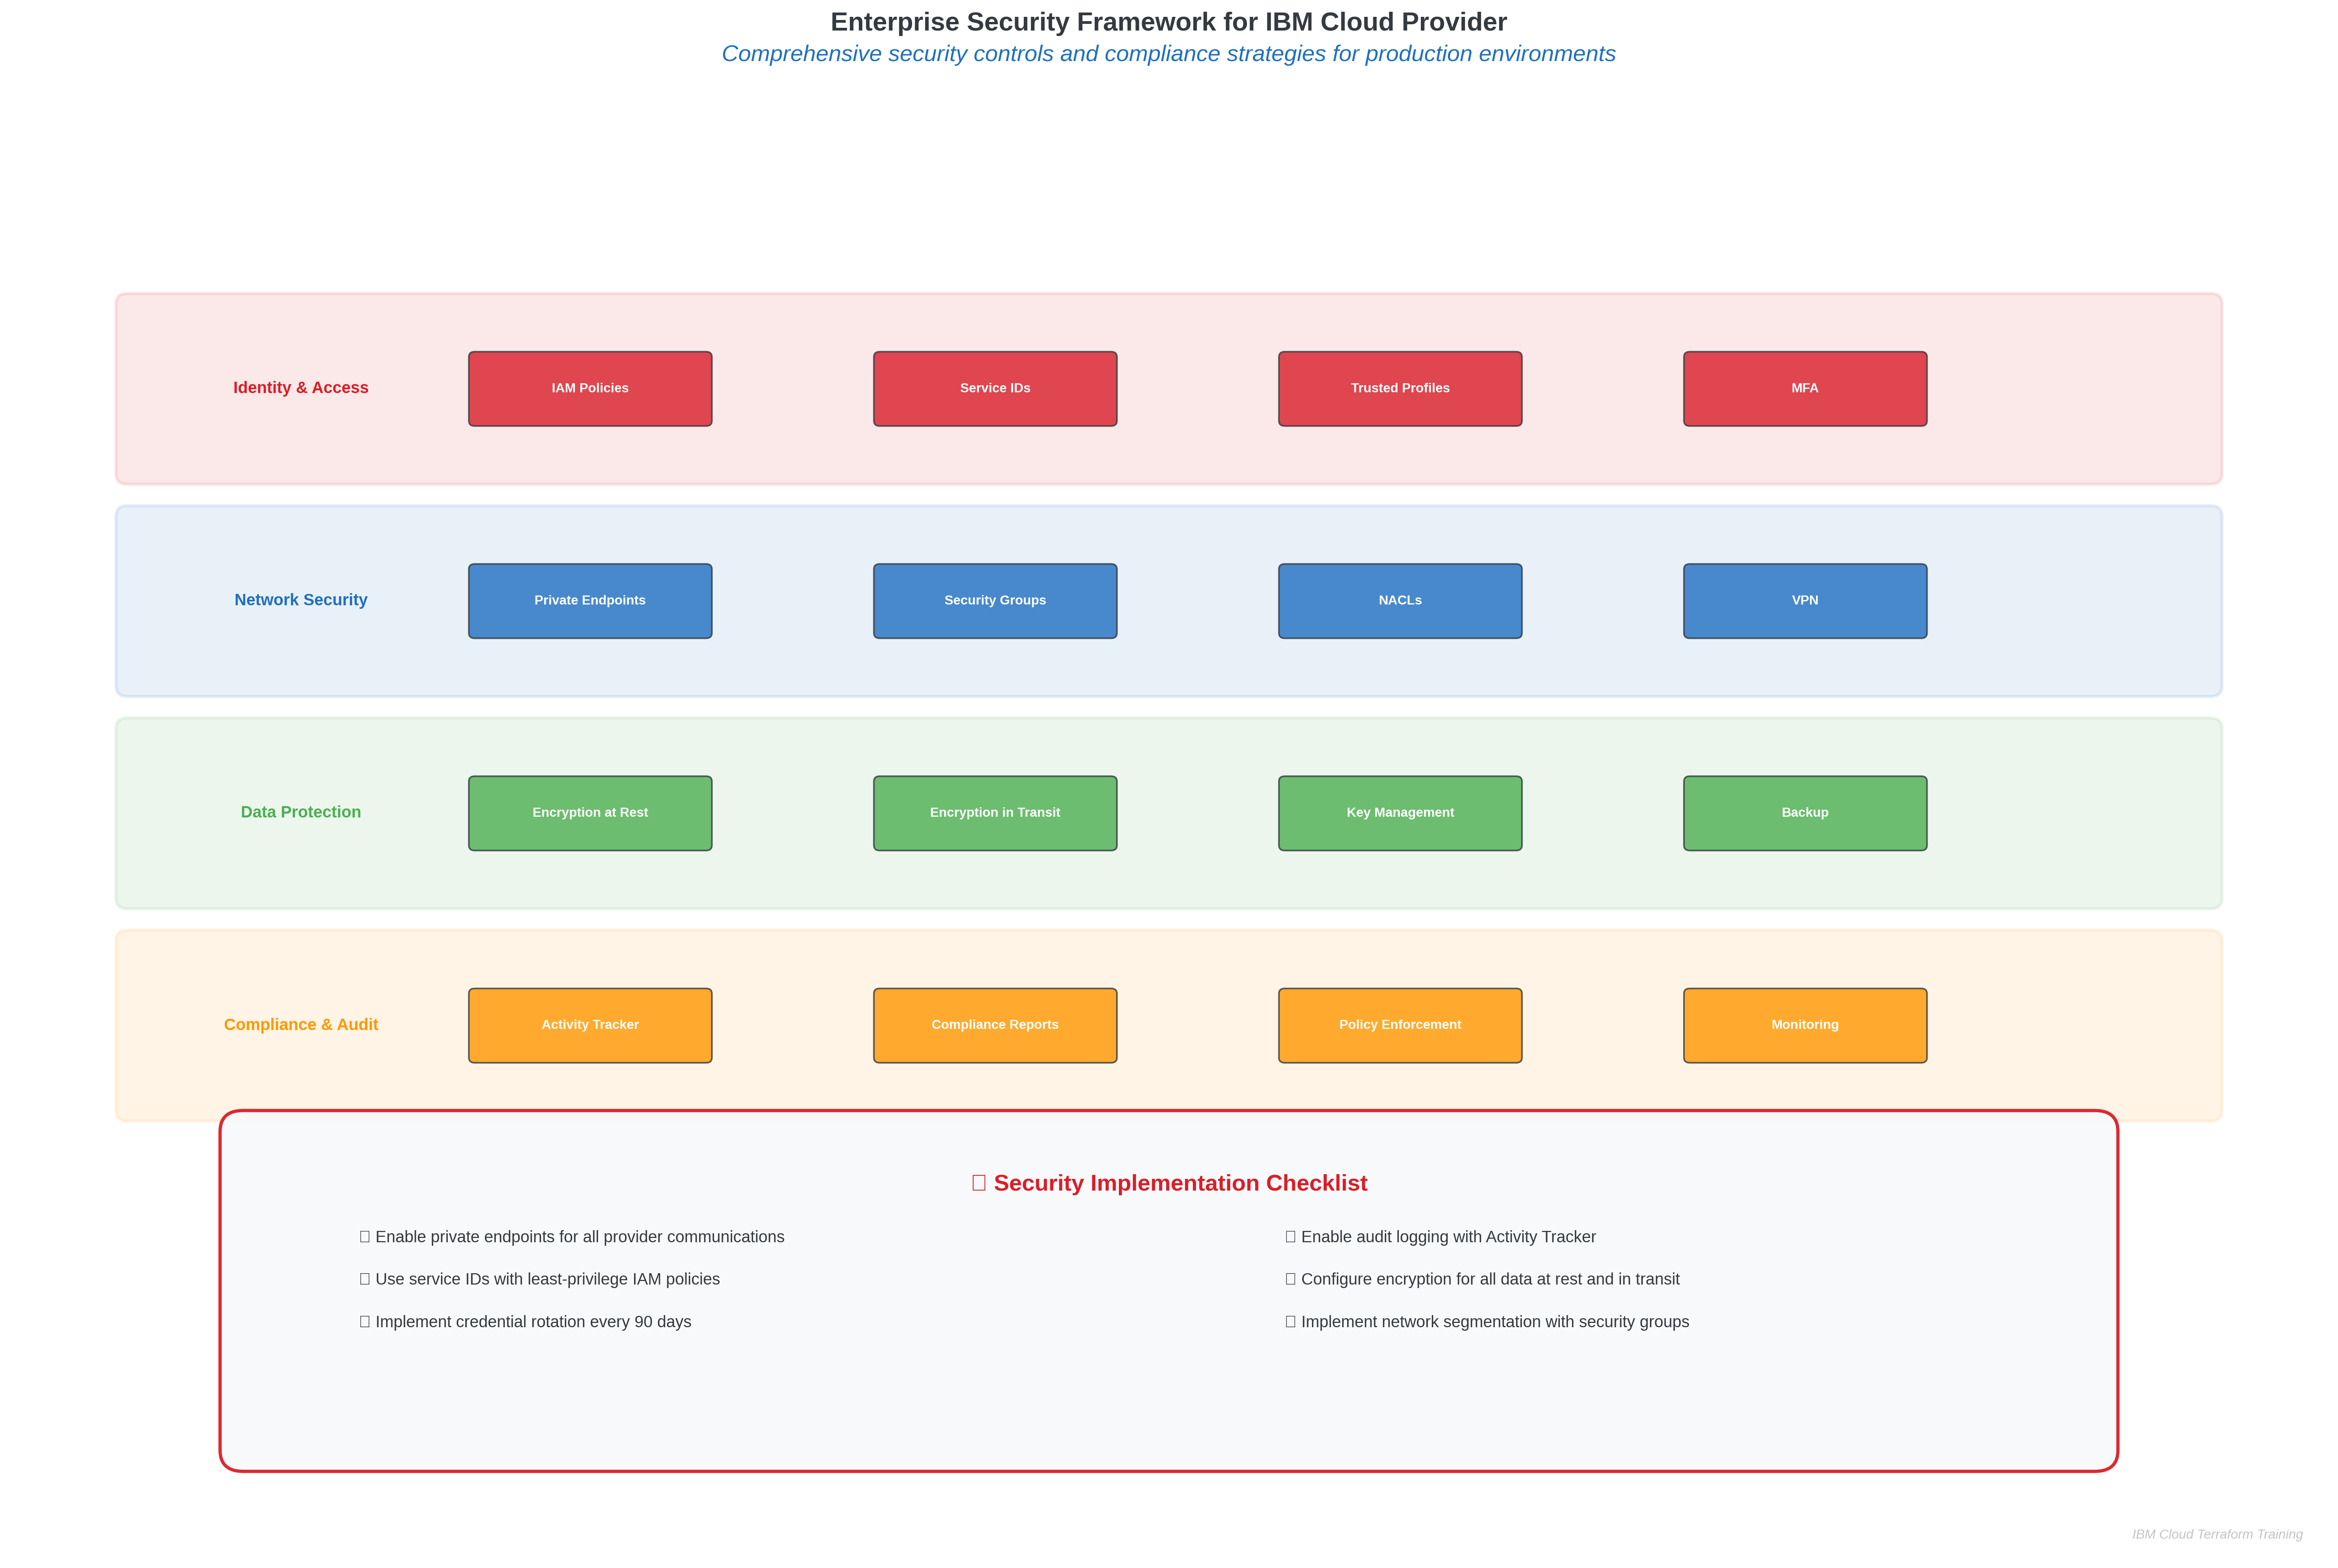 Enterprise Security Framework for IBM Cloud Provider
Comprehensive security controls and compliance strategies for production environments
Identity & Access
IAM Policies
Service IDs
Trusted Profiles
MFA
Network Security
Private Endpoints
Security Groups
NACLs
VPN
Data Protection
Encryption at Rest
Encryption in Transit
Key Management
Backup
Compliance & Audit
Activity Tracker
Compliance Reports
Policy Enforcement
Monitoring
Security Implementation Checklist
Enable private endpoints for all provider communications
Use service IDs with least-privilege IAM policies
Implement credential rotation every 90 days
Enable audit logging with Activity Tracker
Configure encryption for all data at rest and in transit
Implement network segmentation with security groups
IBM Cloud Terraform Training